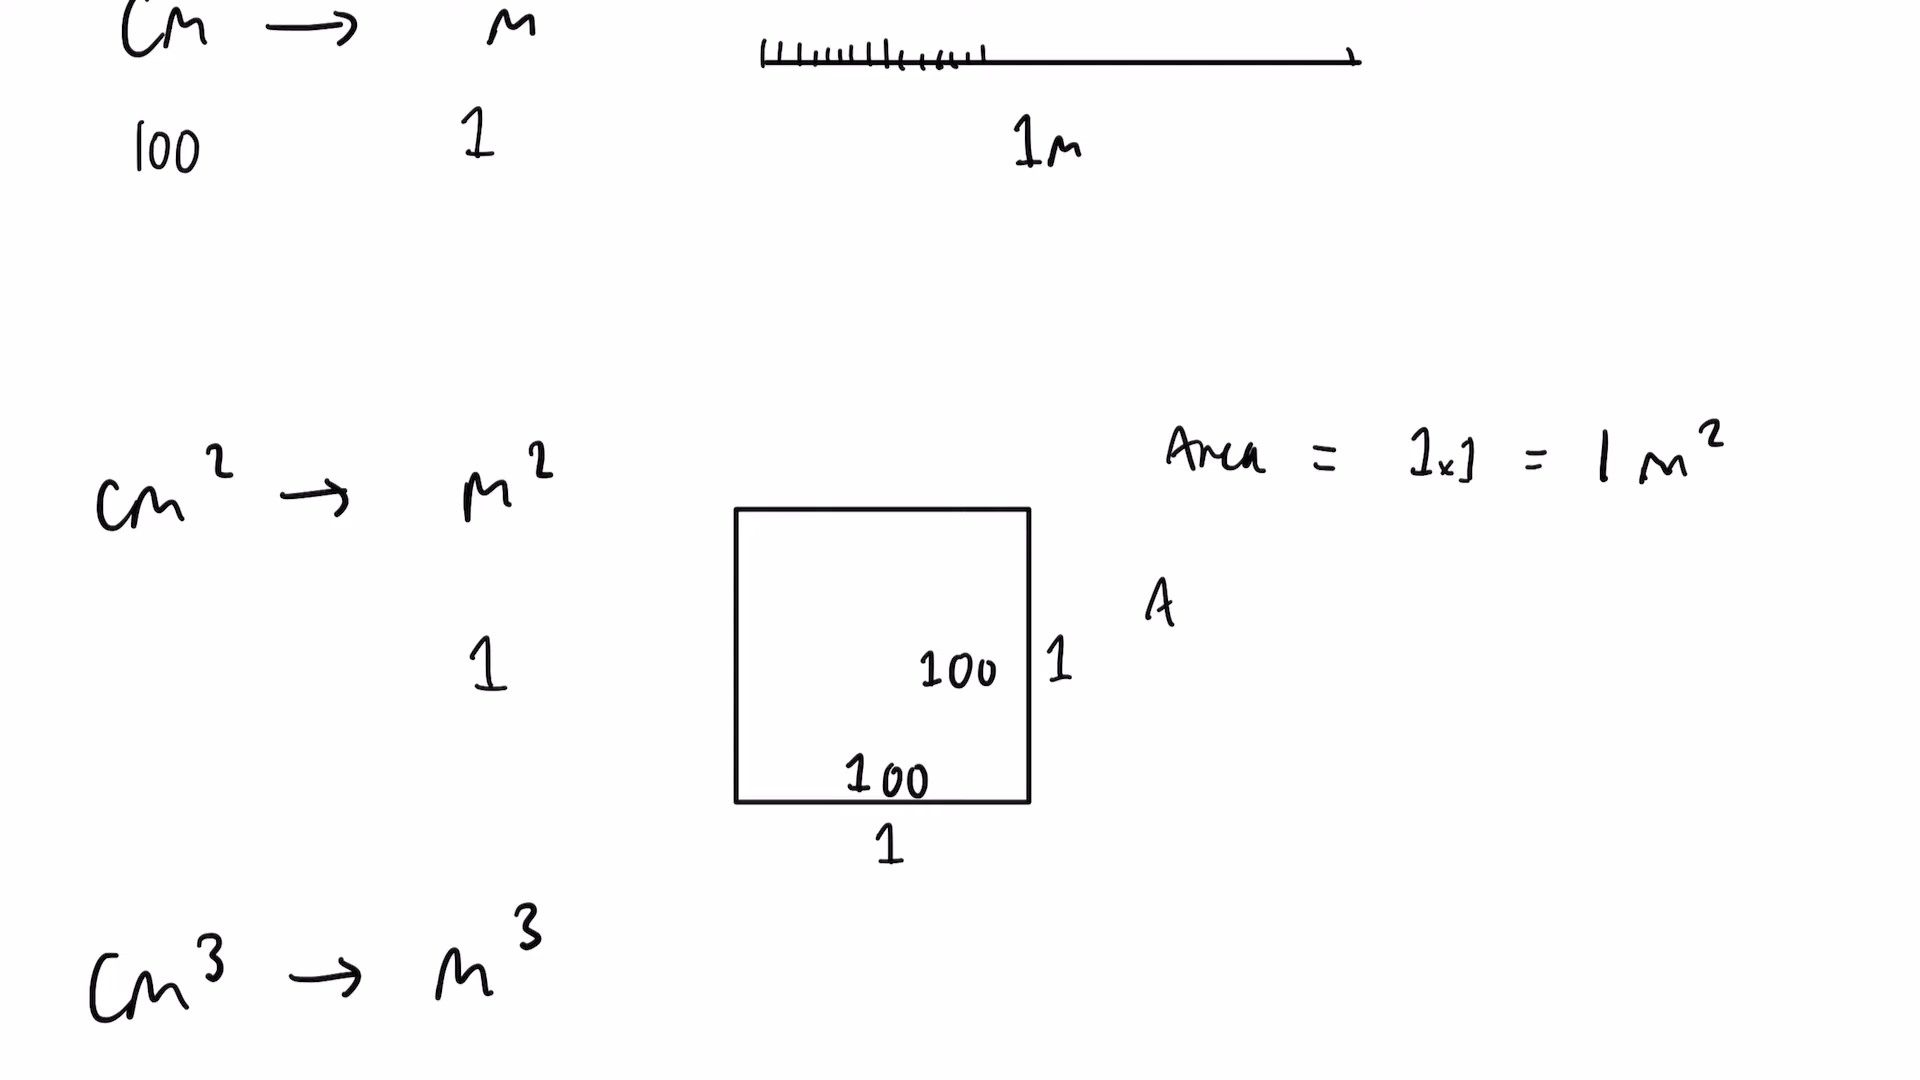 Cm → m
100 1
1m
cm² → m²
Area = 1x1 = 1 m²
A
1
100 1
100
1
Cm³ → m³